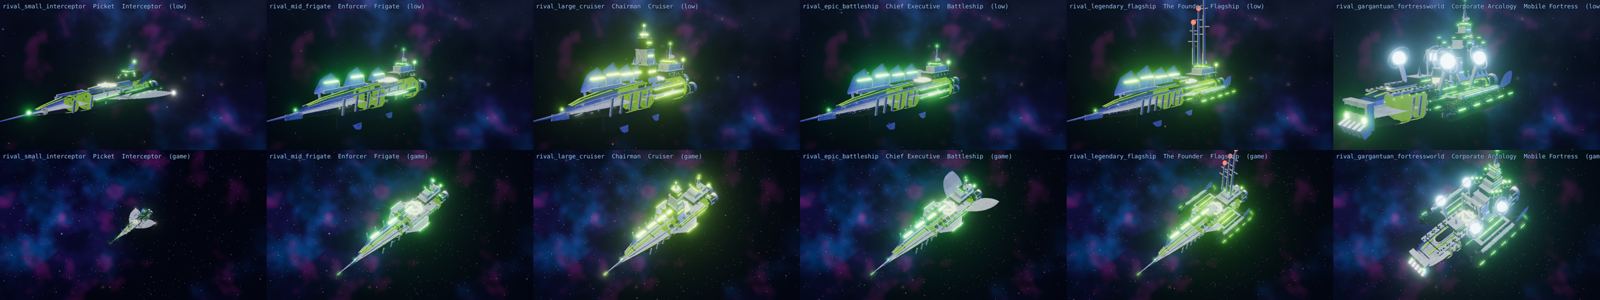 rival_small_interceptor Picket Interceptor (low)
rival_mid_frigate Enforcer Frigate (low)
rival_large_cruiser Chairman Cruiser (low)
rival_epic_battleship Chief Executive Battleship (low)
rival_legendary_flagship The Founder Flagship (low)
rival_gargantuan_fortressworld Corporate Arcology Mobile Fortress (low
rival_small_interceptor Picket Interceptor (game)
rival_mid_frigate Enforcer Frigate (game)
rival_large_cruiser Chairman Cruiser (game)
rival_epic_battleship Chief Executive Battleship (game)
rival_legendary_flagship The Founder Flagship (game)
rival_gargantuan_fortressworld Corporate Arcology Mobile Fortress (gam